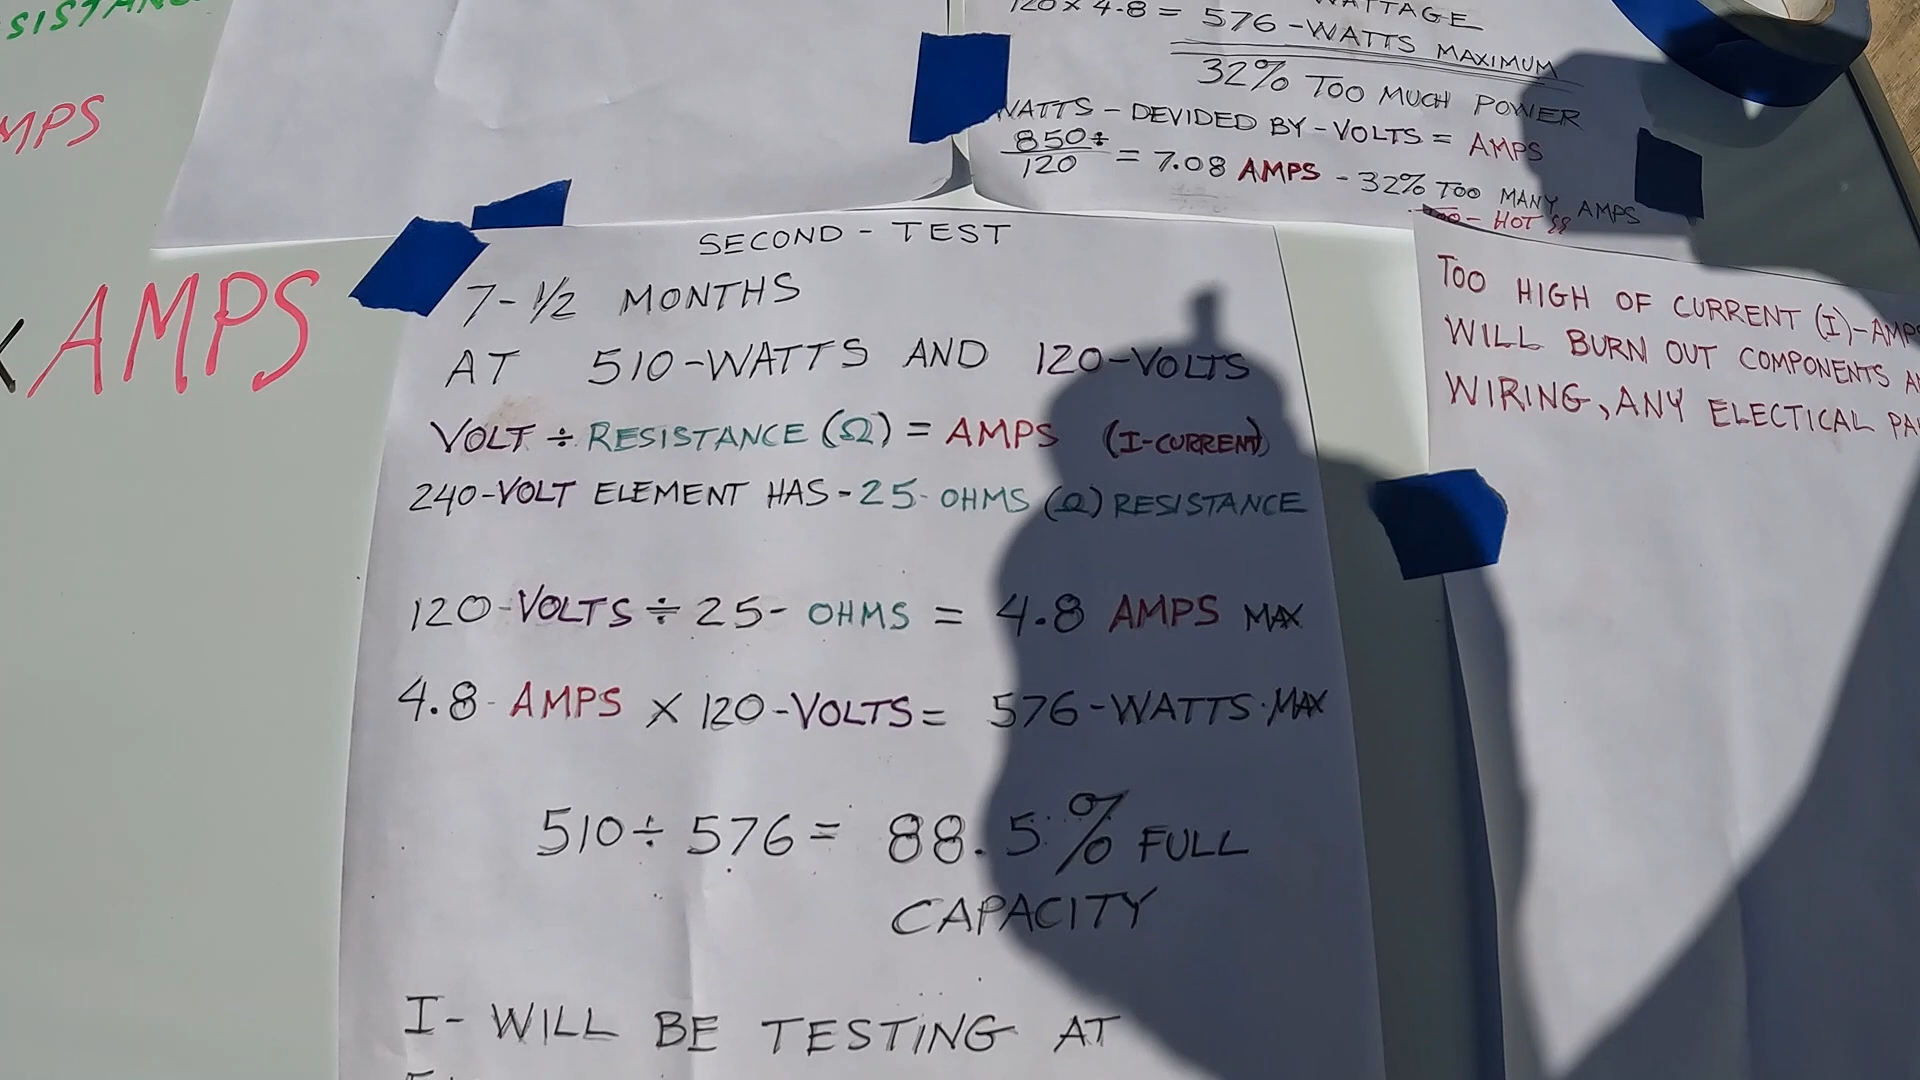 120 X 4.8 = 576-WATTS MAXIMUM
32% TOO MUCH POWER
WATTS - DEVIDED BY - VOLTS = AMPS
850 ÷
120 = 7.08 AMPS - 32% TOO MANY AMPS
TOO - HOT
AMPS
SECOND - TEST
7-1/2 MONTHS
AT 510-WATTS AND 120-VOLTS
VOLT ÷ RESISTANCE (Ω) = AMPS (I-CURRENT)
240-VOLT ELEMENT HAS - 25 - OHMS (Ω) RESISTANCE
120-VOLTS ÷ 25- OHMS = 4.8 AMPS MAX
4.8- AMPS X 120-VOLTS = 576-WATTS·MAX
510 ÷ 576 = 88.5% FULL
CAPACITY
I- WILL BE TESTING AT
TOO HIGH OF CURRENT (I)-AMPS
WILL BURN OUT COMPONENTS
WIRING, ANY ELECTICAL